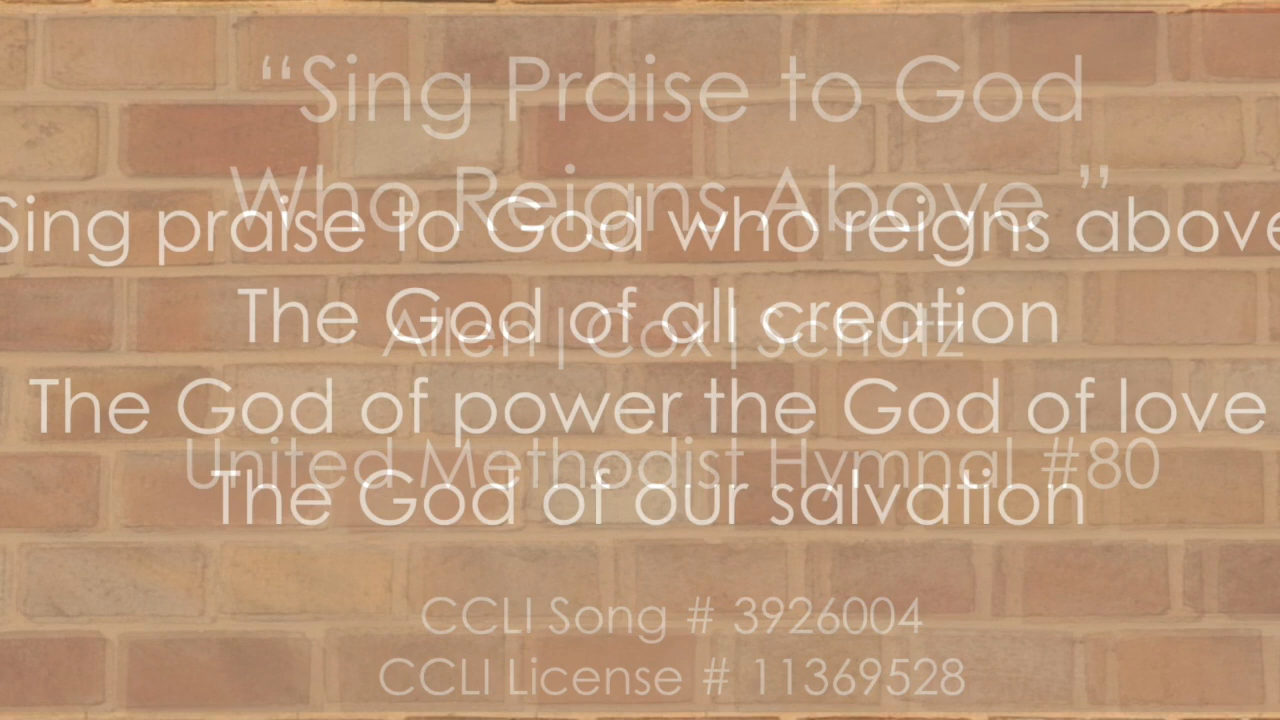 “Sing Praise to God
Who Reigns Above ”
Sing praise to God who reigns above
The God of all creation
Allen | Cox | Schutz
The God of power the God of love
United Methodist Hymnal #80
The God of our salvation
CCLI Song # 3926004
CCLI License # 11369528